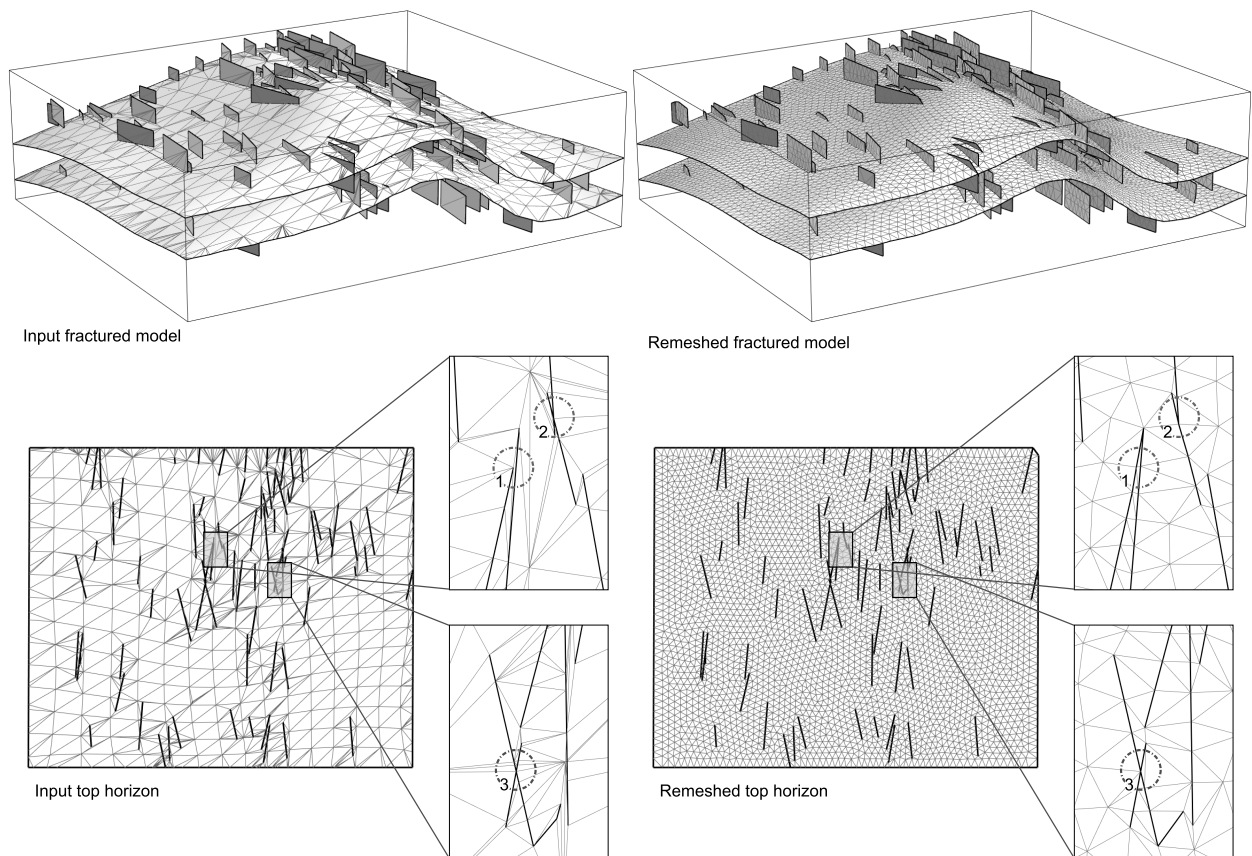 Input fractured model
Remeshed fractured model
2.
1.
2.
1.
3.
3.
Input top horizon
Remeshed top horizon